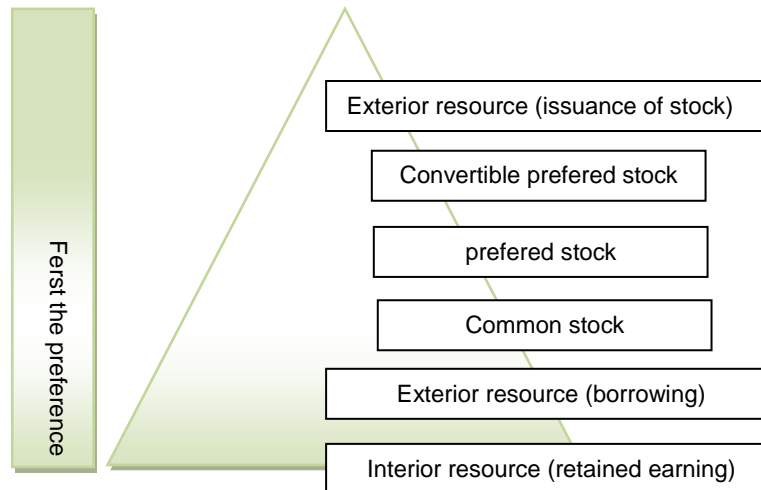 Exterior resource (issuance of stock)
Convertible prefered stock
prefered stock
Common stock
Exterior resource (borrowing)
Interior resource (retained earning)
Ferst the preference